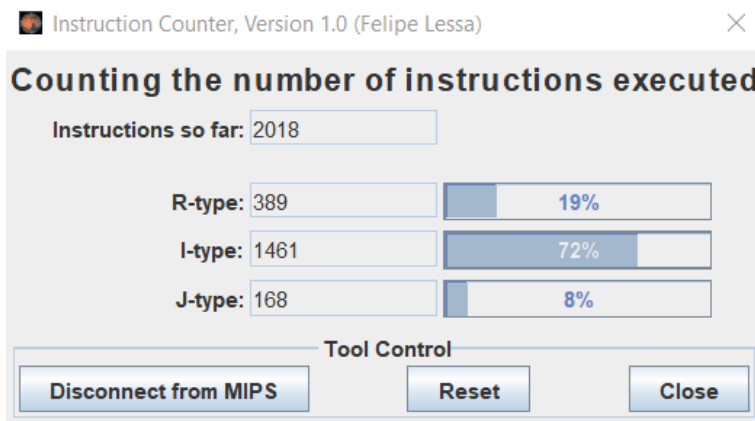 Instruction Counter, Version 1.0 (Felipe Lessa)
Counting the number of instructions executed
Instructions so far: 2018
R-type: 389 19%
I-type: 1461 72%
J-type: 168 8%
Tool Control
Disconnect from MIPS Reset Close